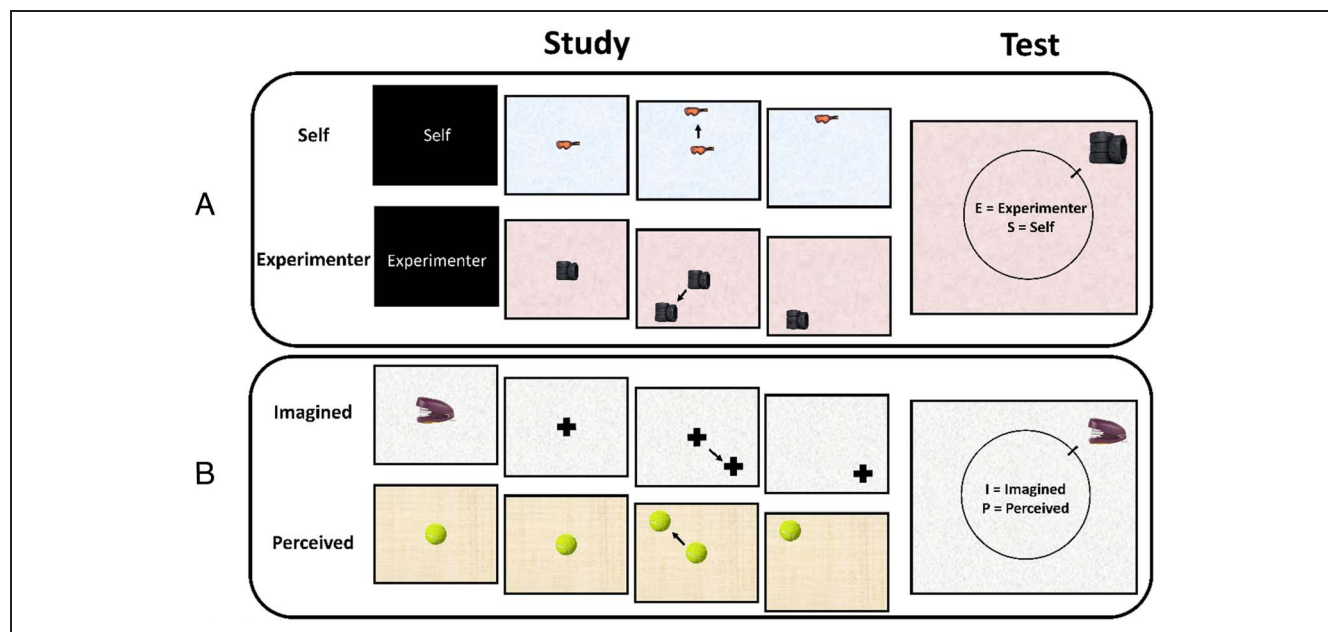 Study
Test
A
Self
Self
Experimenter
Experimenter
E = Experimenter
S = Self
B
Imagined
I = Imagined
P = Perceived
Perceived